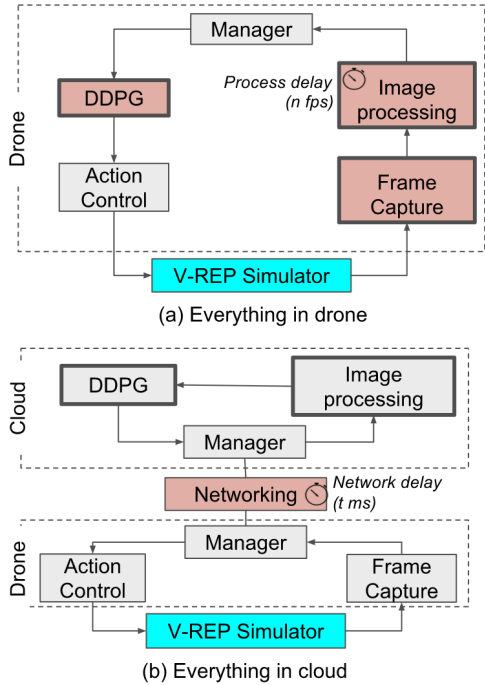 Manager
Process delay
(n fps)
Image
processing
DDPG
Drone
Action
Control
Frame
Capture
V-REP Simulator
(a) Everything in drone
Cloud
DDPG
Image
processing
Manager
Networking
Network delay
(t ms)
Drone
Manager
Action
Control
Frame
Capture
V-REP Simulator
(b) Everything in cloud